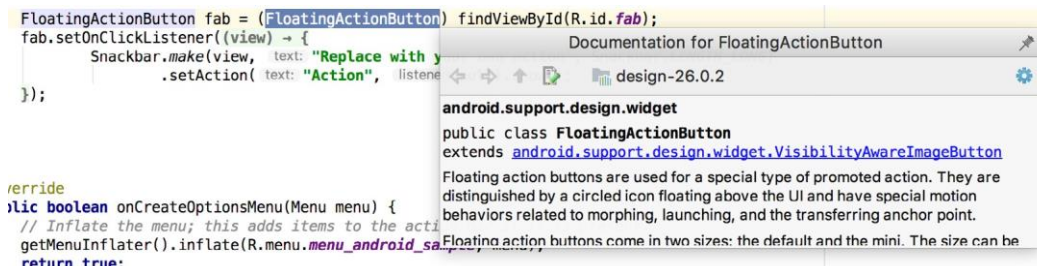 FloatingActionButton fab = (FloatingActionButton) findViewById(R.id.fab);
fab.setOnClickListener((view) → {
Snackbar.make(view, text: "Replace with y
.setAction( text: "Action", listene
});
Documentation for FloatingActionButton
design-26.0.2
android.support.design.widget
public class FloatingActionButton
extends android.support.design.widget.VisibilityAwareImageButton
Floating action buttons are used for a special type of promoted action. They are
distinguished by a circled icon floating above the UI and have special motion
behaviors related to morphing, launching, and the transferring anchor point.
Floating action buttons come in two sizes: the default and the mini. The size can be
verride
blic boolean onCreateOptionsMenu(Menu menu) {
// Inflate the menu; this adds items to the acti
getMenuInflater().inflate(R.menu.menu_android_sa
return true;